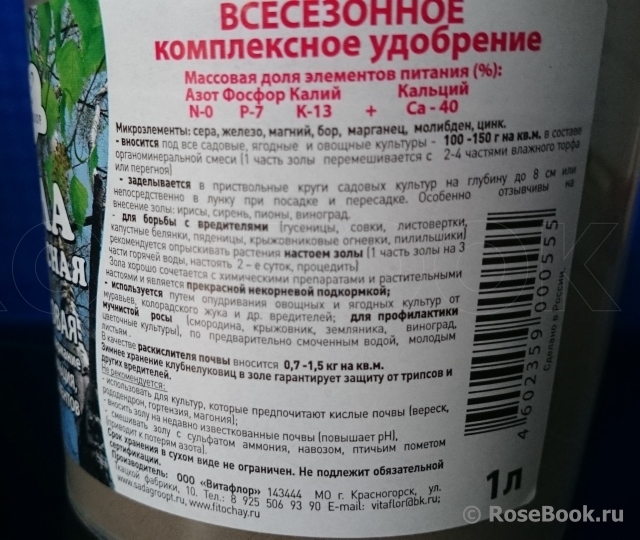 ВСЕСЕЗОННОЕ
комплексное удобрение
Массовая доля элементов питания (%):
Азот Фосфор Калий Кальций
N-0 P-7 K-13 + Ca - 40
Микроэлементы: сера, железо, магний, бор, марганец, молибден, цинк.
- вносится под все садовые, ягодные и овощные культуры - 100 -150 г на кв.м. в составе
органоминеральной смеси (1 часть золы перемешивается с 2-4 частями влажного торфа
или перегноя)
- заделывается в приствольные круги садовых культур на глубину до 8 см или
непосредственно в лунку при посадке и пересадке. Особенно отзывчивы на
внесение золы: ирисы, сирень, пионы, виноград.
- для борьбы с вредителями (гусеницы, совки, листовертки,
капустные белянки, пяденицы, крыжовниковые огневки, пилильщики)
рекомендуется опрыскивать растения настоем золы (1 часть золы на 3
части горячей воды, настоять 2 - е суток, процедить)
Зола хорошо сочетается с химическими препаратами и растительными
настоями и является прекрасной некорневой подкормкой;
- используется путем опудривания овощных и ягодных культур от
муравьев, колорадского жука и др. вредителей; для профилактики
мучнистой росы (смородина, крыжовник, земляника, виноград,
цветочные культуры), по предварительно смоченным водой, молодым
листьям .
В качестве раскислителя почвы вносится 0,7 -1,5 кг на кв.м.
Зимнее хранение клубнелуковиц в золе гарантирует защиту от трипсов и
других вредителей.
Не рекомендуется:
- использовать для культур, которые предпочитают кислые почвы (вереск,
рододендрон, гортензия, магония);
- вносить золу на недавно известкованные почвы (повышает pH),
- смешивать золу с сульфатом аммония, навозом, птичьим пометом
(приводит к потерям азота).
Срок хранения в сухом виде не ограничен. Не подлежит обязательной
сертификации.
Производитель: ООО «Витафлор» 143444 МО г. Красногорск, ул.
Ткацкой фабрики, 10. Тел.: 8 925 506 93 90 E-mail: vitaflor@bk.ru;
www.sadagroopt.ru, www.fitochay.ru
1л
4 602359 000555
Сделано в России.
RoseBook.ru